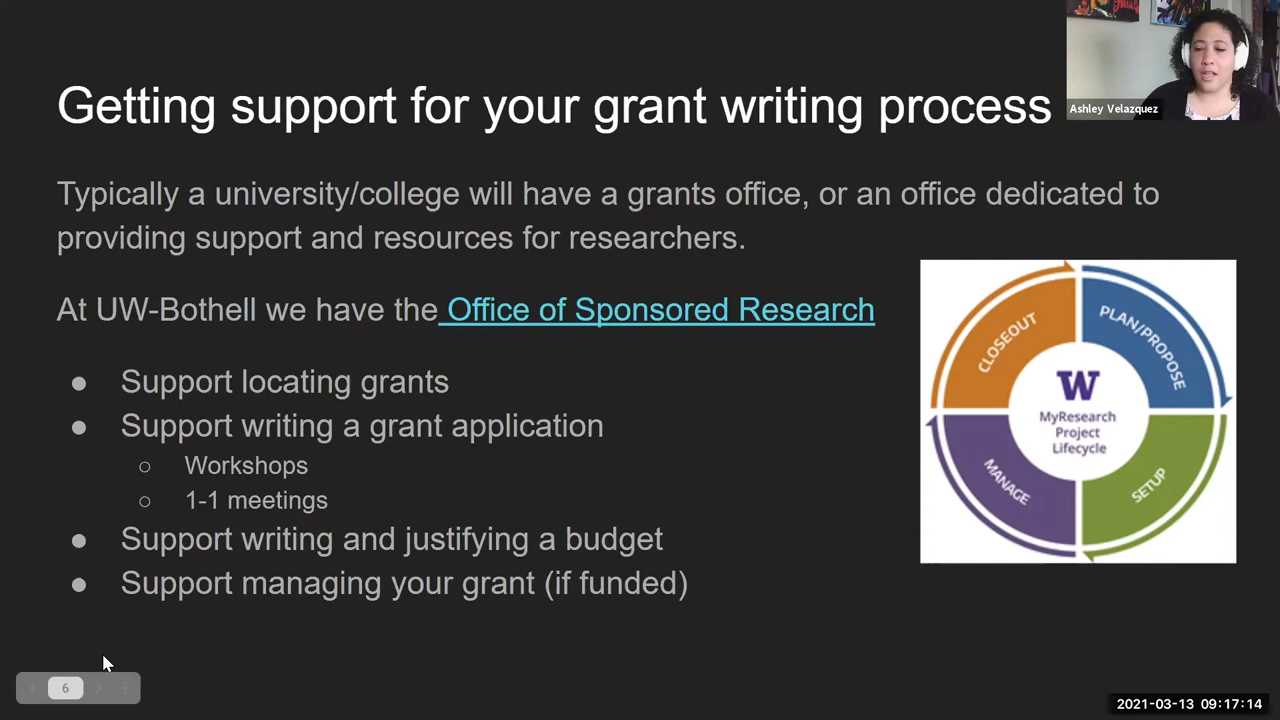 Getting support for your grant writing process
Ashley Velazquez
Typically a university/college will have a grants office, or an office dedicated to
providing support and resources for researchers.
At UW-Bothell we have the Office of Sponsored Research
● Support locating grants
● Support writing a grant application
○ Workshops
○ 1-1 meetings
● Support writing and justifying a budget
● Support managing your grant (if funded)
CLOSEOUT
PLAN/PROPOSE
W
MyResearch
Project
Lifecycle
MANAGE
SETUP
6
2021-03-13 09:17:14